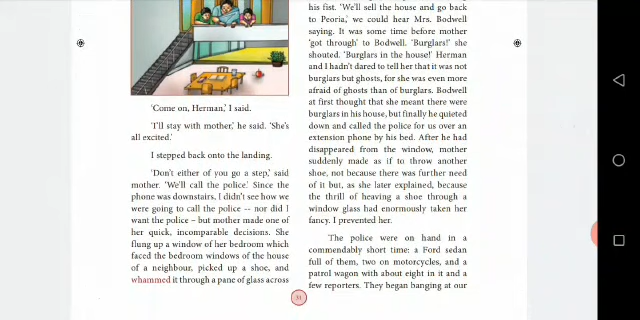 'Come on, Herman,' I said.
'I'll stay with mother,' he said. 'She's
all excited.'
I stepped back onto the landing.
'Don't either of you go a step,' said
mother. 'We'll call the police.' Since the
phone was downstairs, I didn't see how we
were going to call the police -- nor did I
want the police – but mother made one of
her quick, incomparable decisions. She
flung up a window of her bedroom which
faced the bedroom windows of the house
of a neighbour, picked up a shoe, and
whammed it through a pane of glass across
his fist. 'We'll sell the house and go back
to Peoria,' we could hear Mrs. Bodwell
saying. It was some time before mother
'got through' to Bodwell. 'Burglars!' she
shouted. 'Burglars in the house!' Herman
and I hadn't dared to tell her that it was not
burglars but ghosts, for she was even more
afraid of ghosts than of burglars. Bodwell
at first thought that she meant there were
burglars in his house, but finally he quieted
down and called the police for us over an
extension phone by his bed. After he had
disappeared from the window, mother
suddenly made as if to throw another
shoe, not because there was further need
of it but, as she later explained, because
the thrill of heaving a shoe through a
window glass had enormously taken her
fancy. I prevented her.
The police were on hand in a
commendably short time: a Ford sedan
full of them, two on motorcycles, and a
patrol wagon with about eight in it and a
few reporters. They began banging at our
31